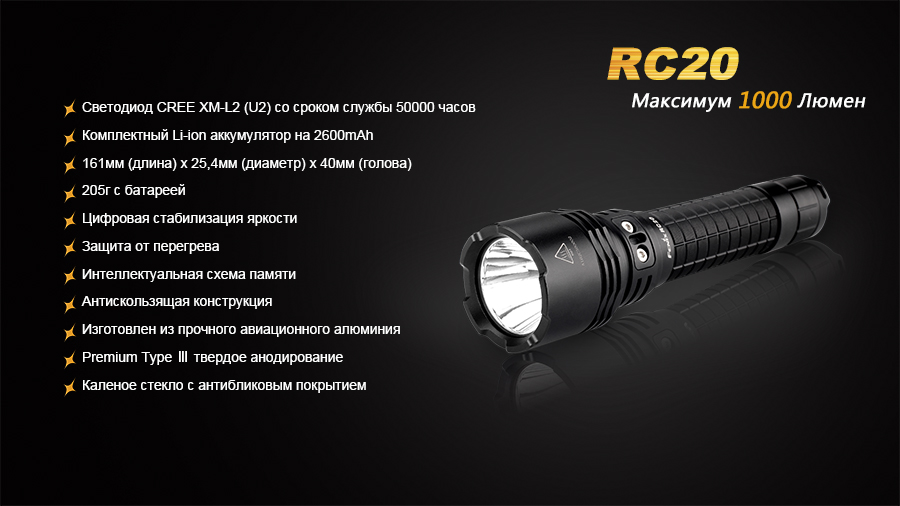 RC20
Максимум 1000 Люмен
Светодиод CREE XM-L2 (U2) со сроком службы 50000 часов
Комплектный Li-ion аккумулятор на 2600mAh
161мм (длина) x 25,4мм (диаметр) x 40мм (голова)
205г с батареей
Цифровая стабилизация яркости
Защита от перегрева
Интеллектуальная схема памяти
Антискользящая конструкция
Изготовлен из прочного авиационного алюминия
Premium Type Ⅲ твердое анодирование
Каленое стекло с антибликовым покрытием
Fenix RC20